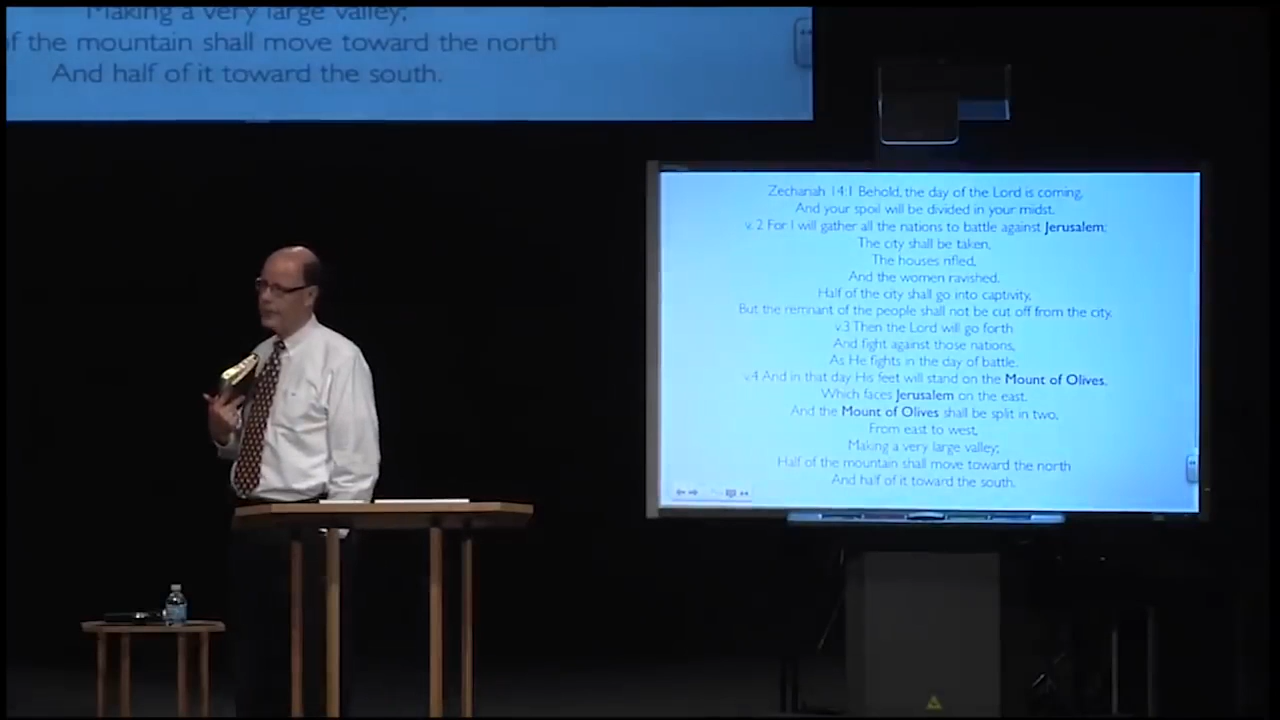 Making a very large valley;
of the mountain shall move toward the north
And half of it toward the south.
Zechariah 14:1 Behold, the day of the Lord is coming,
And your spoil will be divided in your midst.
v. 2 For I will gather all the nations to battle against Jerusalem;
The city shall be taken,
The houses rifled,
And the women ravished.
Half of the city shall go into captivity,
But the remnant of the people shall not be cut off from the city.
v.3 Then the Lord will go forth
And fight against those nations,
As He fights in the day of battle.
v.4 And in that day His feet will stand on the Mount of Olives,
Which faces Jerusalem on the east.
And the Mount of Olives shall be split in two,
From east to west,
Making a very large valley;
Half of the mountain shall move toward the north
And half of it toward the south.